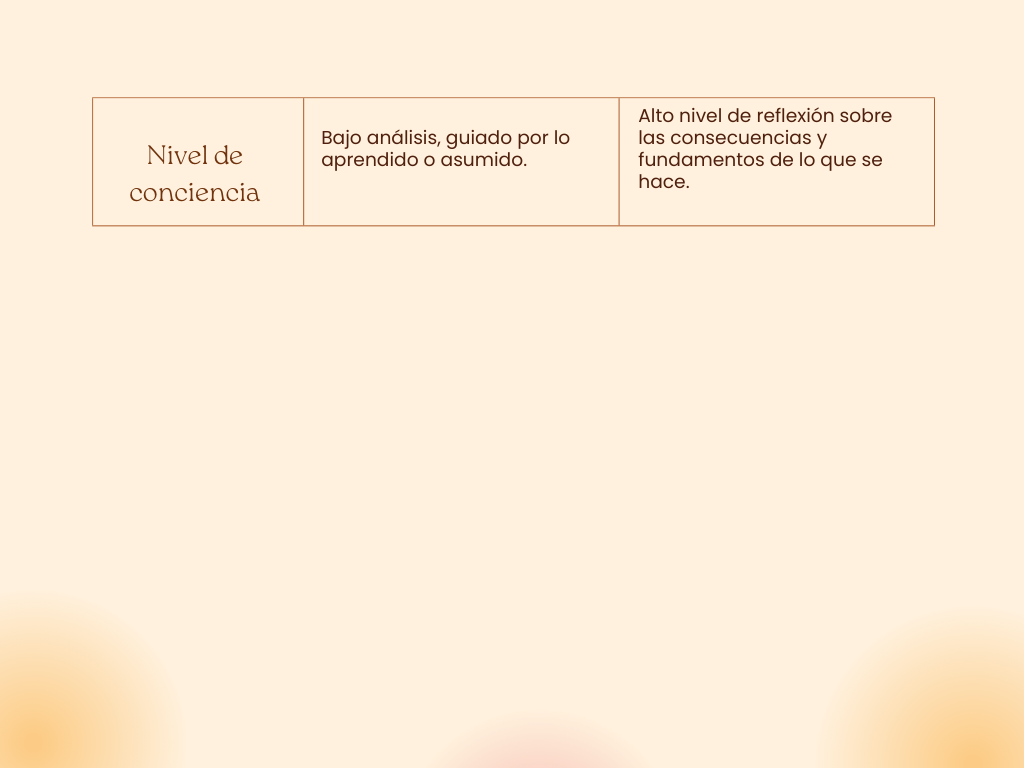 Nivel de
conciencia
Bajo análisis, guiado por lo
aprendido o asumido.
Alto nivel de reflexión sobre
las consecuencias y
fundamentos de lo que se
hace.